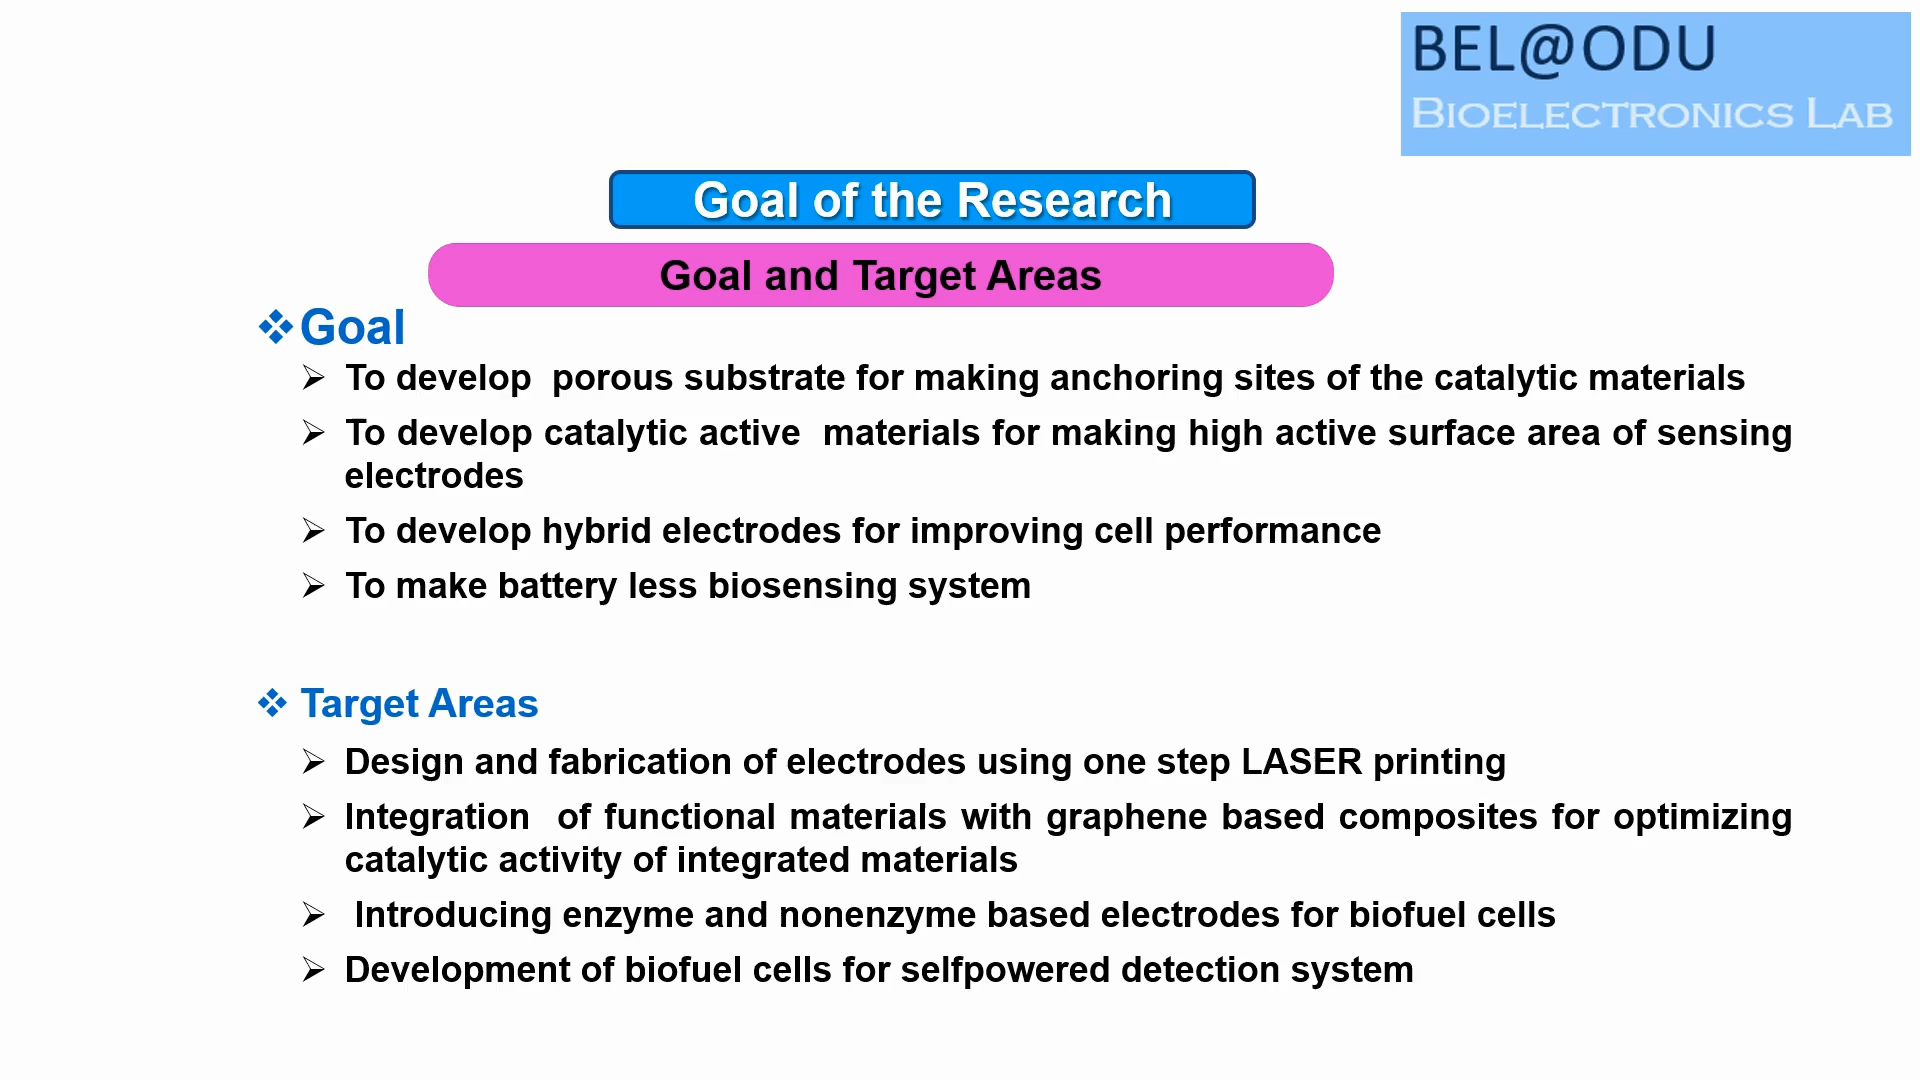 BEL@ODU
BIOELECTRONICS LAB
Goal of the Research
Goal and Target Areas
❖Goal
➢ To develop  porous substrate for making anchoring sites of the catalytic materials
➢ To develop catalytic active  materials for making high active surface area of sensing
electrodes
➢ To develop hybrid electrodes for improving cell performance
➢ To make battery less biosensing system
❖ Target Areas
➢ Design and fabrication of electrodes using one step LASER printing
➢ Integration  of functional materials with graphene based composites for optimizing
catalytic activity of integrated materials
➢ Introducing enzyme and nonenzyme based electrodes for biofuel cells
➢ Development of biofuel cells for selfpowered detection system